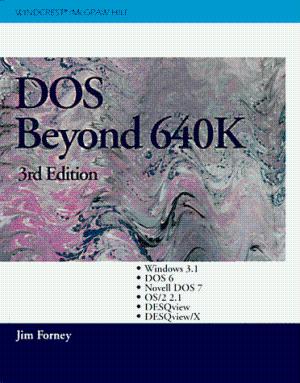 WINDCREST®/McGRAW-HILL
DOS
Beyond 640K
3rd Edition
• Windows 3.1
• DOS 6
• Novell DOS 7
• OS/2 2.1
• DESQview
• DESQview/X
Jim Forney